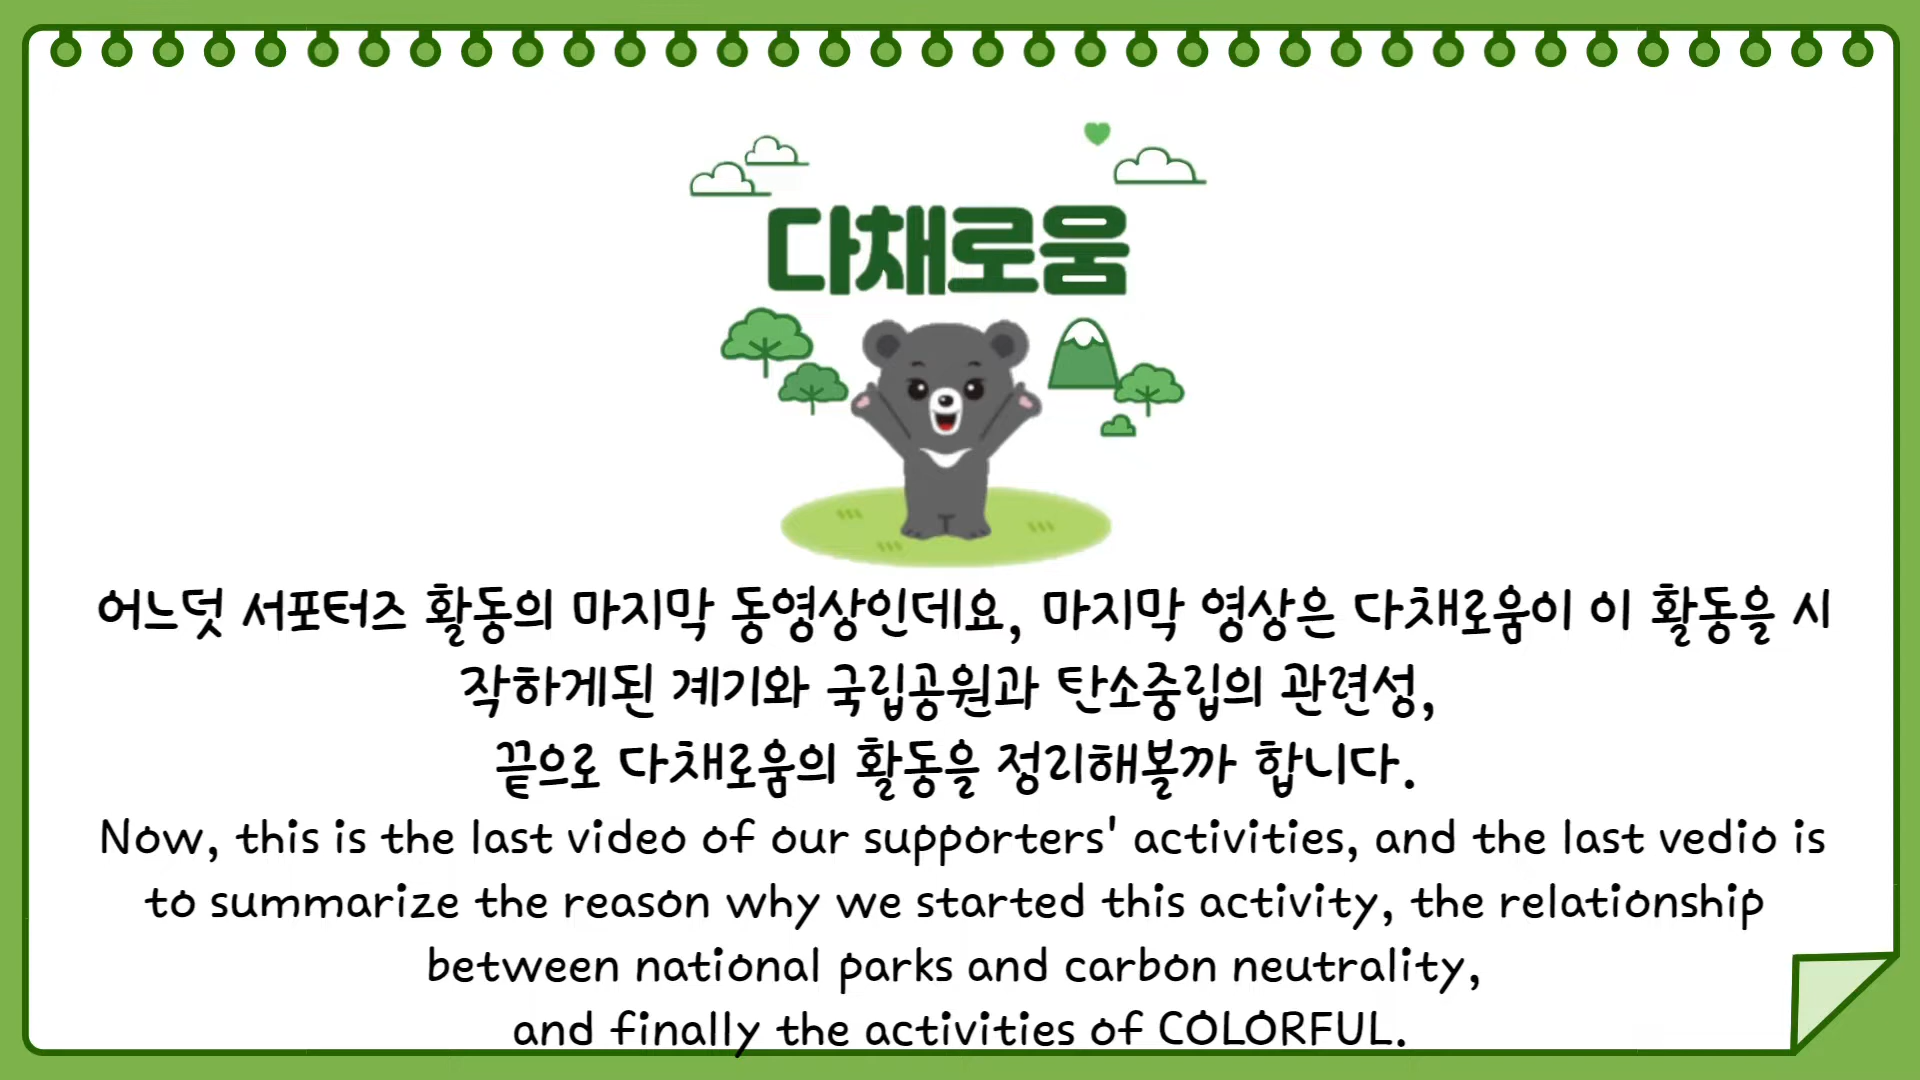 다채로움
어느덧 서포터즈 활동의 마지막 동영상인데요, 마지막 영상은 다채로움이 이 활동을 시
작하게된 계기와 국립공원과 탄소중립의 관련성,
끝으로 다채로움의 활동을 정리해볼까 합니다.
Now, this is the last video of our supporters' activities, and the last vedio is
to summarize the reason why we started this activity, the relationship
between national parks and carbon neutrality,
and finally the activities of COLORFUL.